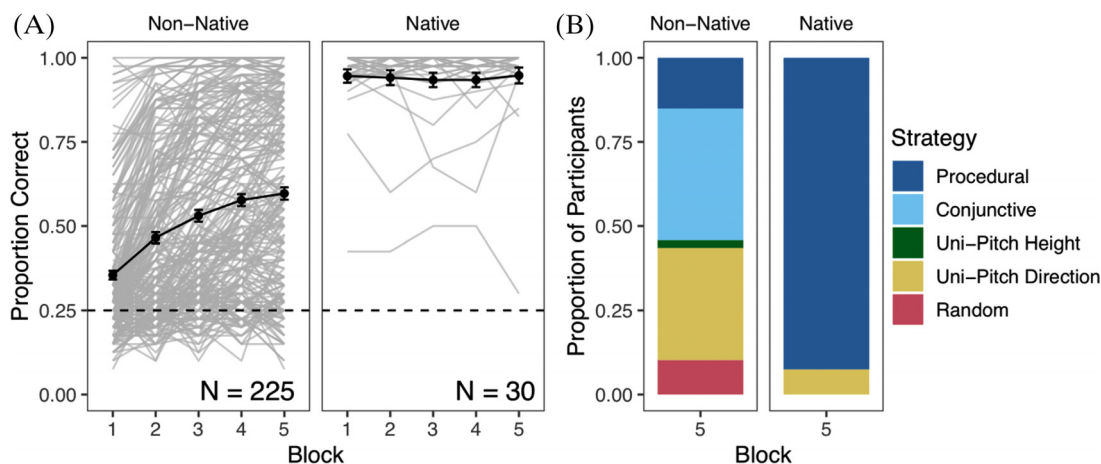 (A)
Non-Native
Native
Proportion Correct
1.00
0.75
0.50
0.25
0.00
N = 225
N = 30
1 2 3 4 5
1 2 3 4 5
Block
(B)
Non-Native
Native
Proportion of Participants
1.00
0.75
0.50
0.25
0.00
5
5
Block
Strategy
Procedural
Conjunctive
Uni-Pitch Height
Uni-Pitch Direction
Random